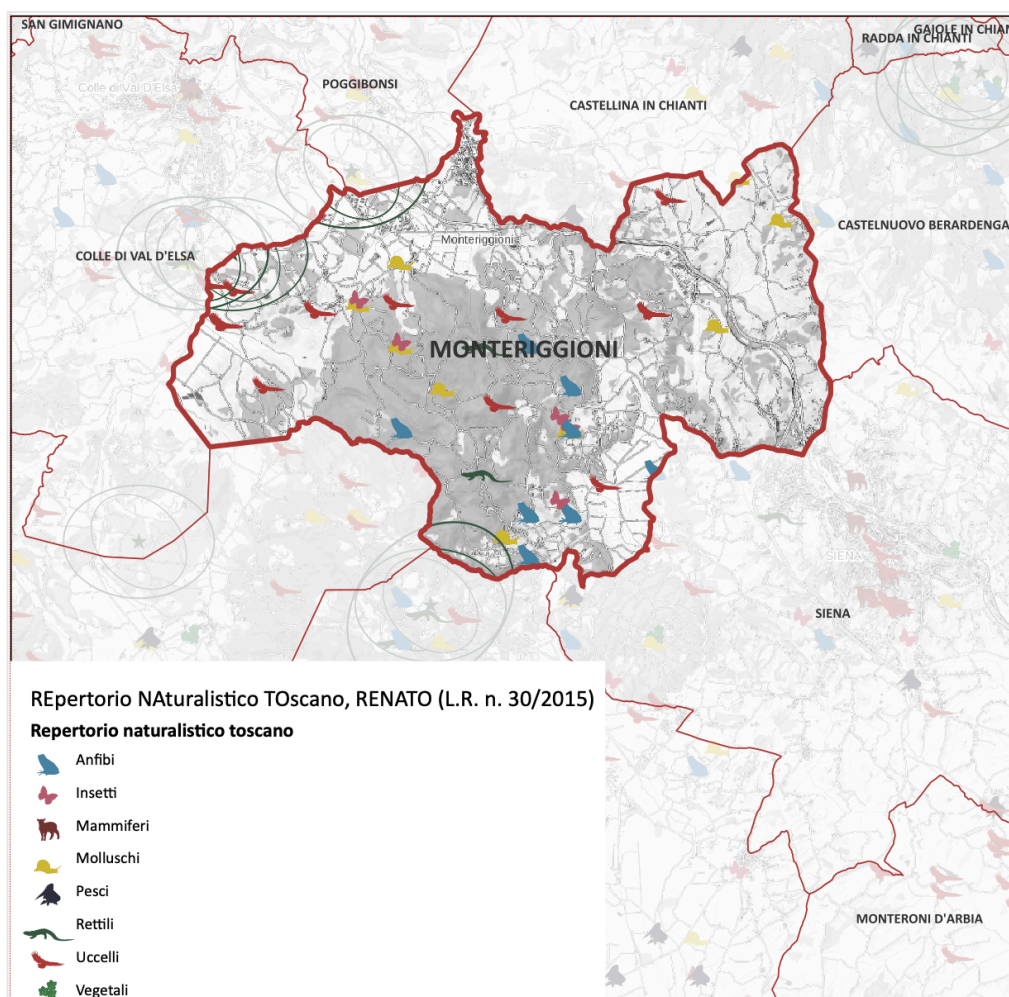 SAN GIMIGNANO
GAIOLE IN CHIAN
RADDA IN CHIANTI
POGGIBONSI
Colle di Val D'Elsa
CASTELLINA IN CHIANTI
CASTELNUOVO BERARDENGA
Monteriggioni
COLLE DI VAL D'ELSA
MONTERIGGIONI
SIENA
SIENA
REpertorio NAturalistico TOscano, RENATO (L.R. n. 30/2015)
Repertorio naturalistico toscano
Anfibi
Insetti
Mammiferi
Molluschi
Pesci
Rettili
Uccelli
Vegetali
MONTERONI D'ARBIA